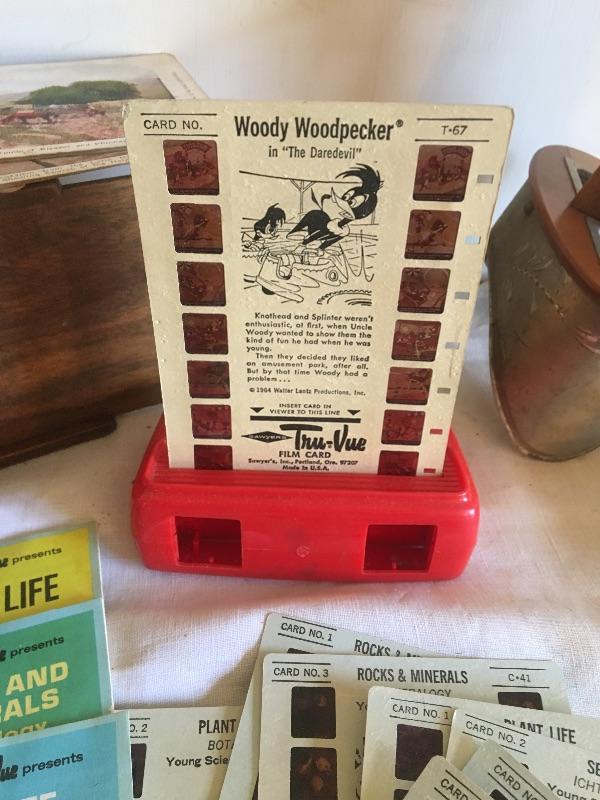 CARD NO.
Woody Woodpecker®
T•67
in "The Daredevil"
Knothead and Splinter weren't
enthusiastic, at first, when Uncle
Woody wanted to show them the
kind of fun he had when he was
young.
Then they decided they liked
an amusement park, after all.
But by that time Woody had a
problem...
© 1964 Walter Lantz Productions, Inc.
INSERT CARD IN
VIEWER TO THIS LINE
SAWYER'S
Tru-Vue
FILM CARD
Sawyer's, Inc., Portland, Ore. 97207
Made in U.S.A.
presents
LIFE
presents
AND
presents
CARD NO. 1
ROCKS &
CARD NO. 3
ROCKS & MINERALS
C•41
CARD NO. 1
PLANT LIFE
CARD NO. 2
PLANT
Young
CARD NO.
CARD NO.